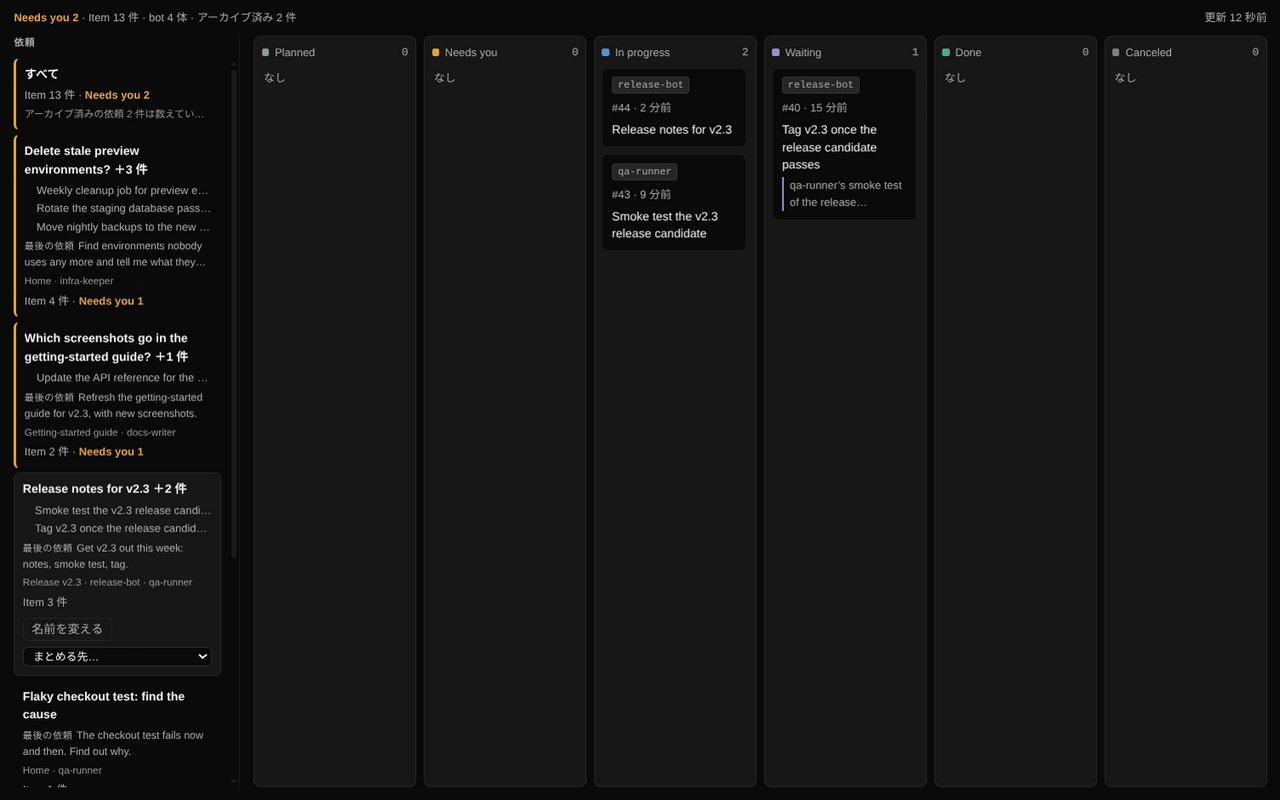 Needs you 2 · Item 13 件 · bot 4 体 · アーカイブ済み 2 件
更新 12 秒前
依頼
すべて
Item 13 件 · Needs you 2
アーカイブ済みの依頼 2 件は数えてい…
Delete stale preview
environments? ＋3 件
Weekly cleanup job for preview e…
Rotate the staging database pass…
Move nightly backups to the new …
最後の依頼 Find environments nobody
uses any more and tell me what they…
Home · infra-keeper
Item 4 件 · Needs you 1
Which screenshots go in the
getting-started guide? ＋1 件
Update the API reference for the …
最後の依頼 Refresh the getting-started
guide for v2.3, with new screenshots.
Getting-started guide · docs-writer
Item 2 件 · Needs you 1
Release notes for v2.3 ＋2 件
Smoke test the v2.3 release candi…
Tag v2.3 once the release candid…
最後の依頼 Get v2.3 out this week:
notes, smoke test, tag.
Release v2.3 · release-bot · qa-runner
Item 3 件
名前を変える
まとめる先…
Flaky checkout test: find the
cause
最後の依頼 The checkout test fails now
and then. Find out why.
Home · qa-runner
Planned 0
なし
Needs you 0
なし
In progress 2
release-bot
#44 · 2 分前
Release notes for v2.3
qa-runner
#43 · 9 分前
Smoke test the v2.3
release candidate
Waiting 1
release-bot
#40 · 15 分前
Tag v2.3 once the
release candidate
passes
qa-runner’s smoke test
of the release…
Done 0
なし
Canceled 0
なし